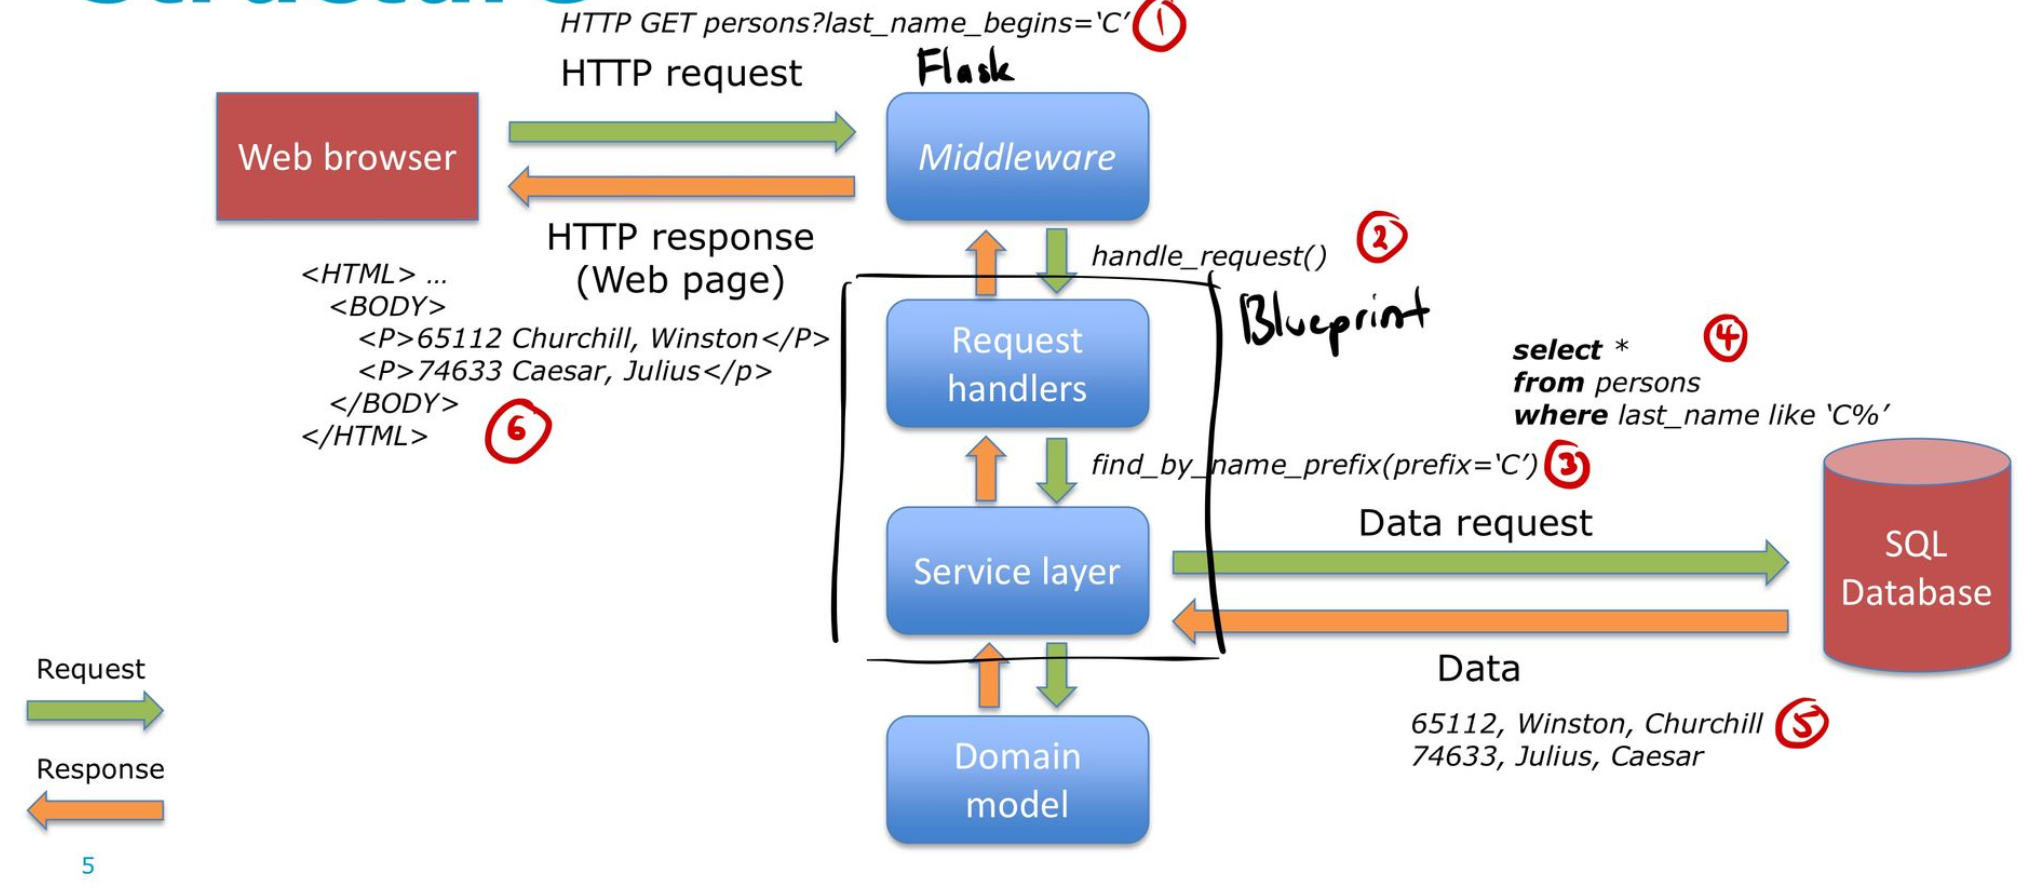 HTTP GET persons?last_name_begins=‘C’
1
HTTP request
Flask
Web browser
Middleware
HTTP response
(Web page)
handle_request()
2
<HTML> ...
<BODY>
<P>65112 Churchill, Winston</P>
<P>74633 Caesar, Julius</p>
</BODY>
</HTML>
6
Request
handlers
Blueprint
select *
from persons
where last_name like ‘C%’
4
find_by_name_prefix(prefix=‘C’)
3
Data request
Service layer
SQL
Database
Data
65112, Winston, Churchill
74633, Julius, Caesar
5
Domain
model
Request
Response
5